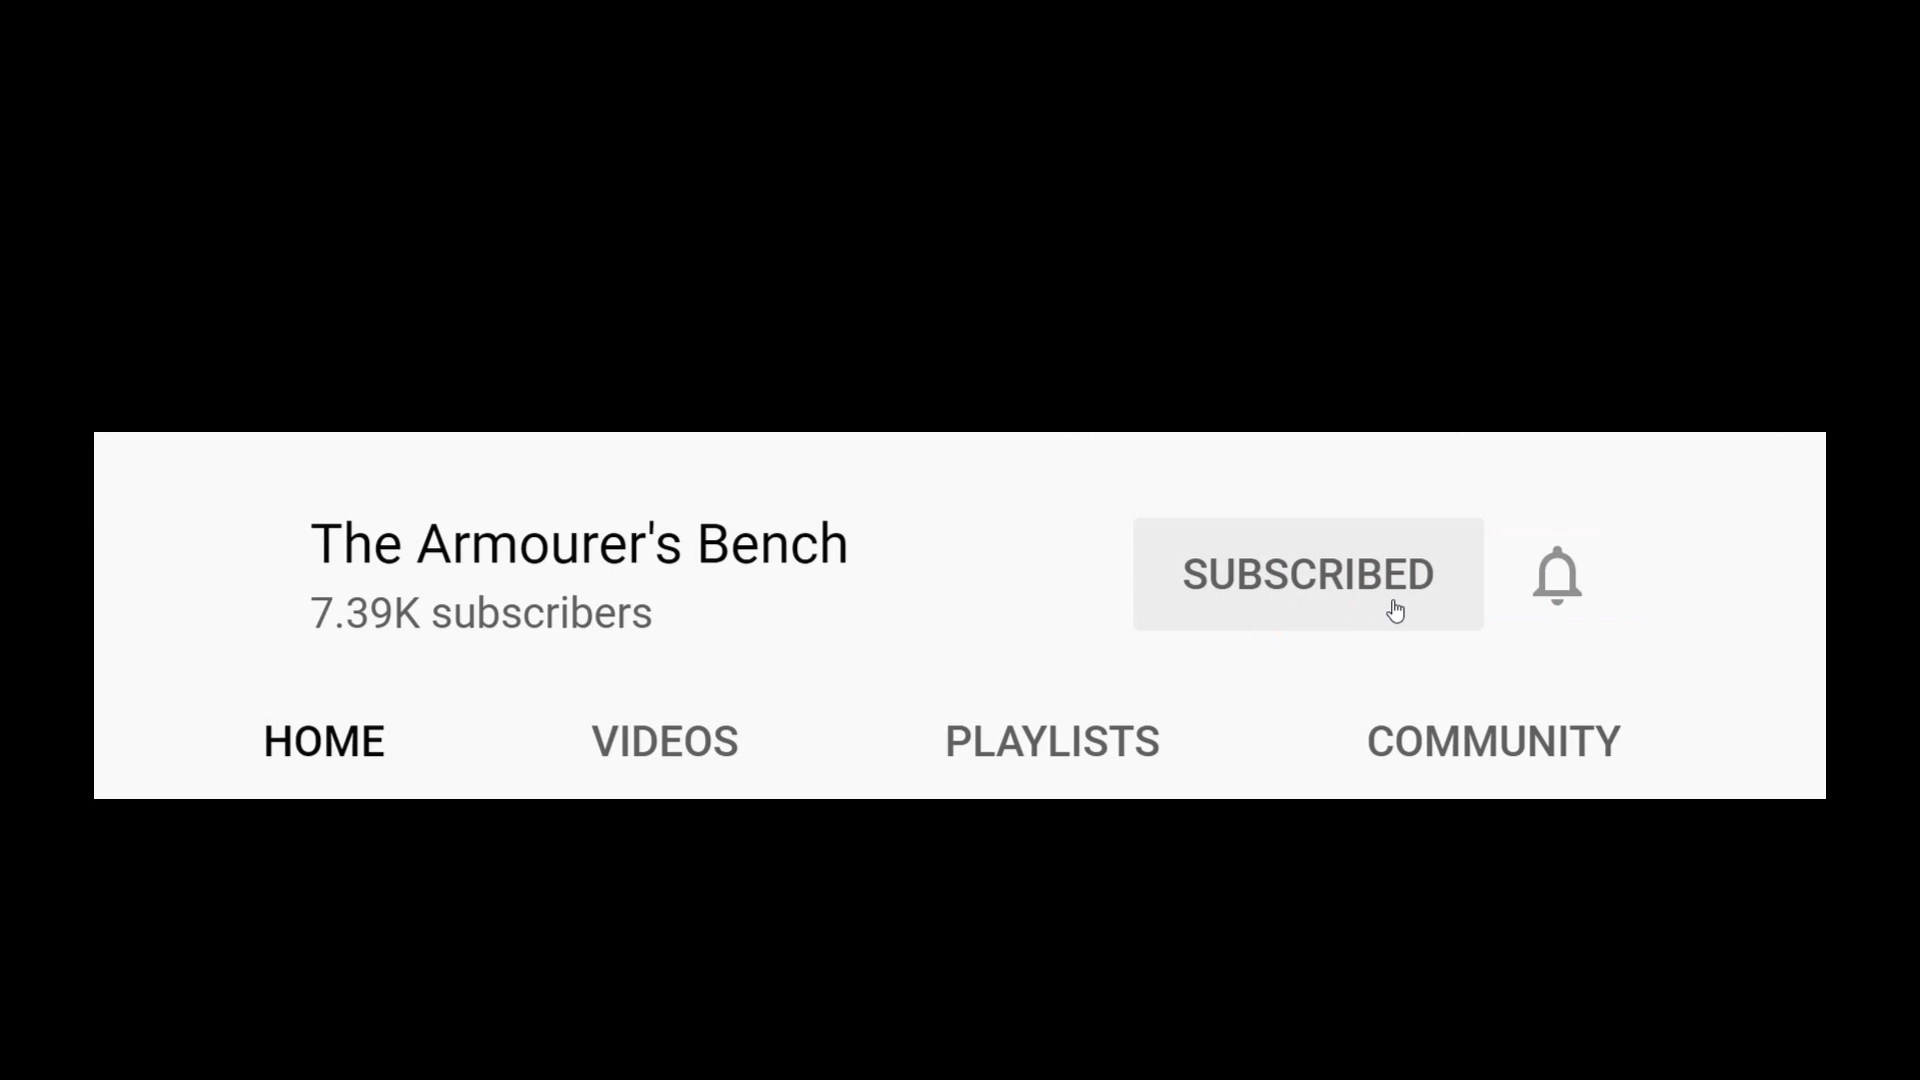 The Armourer's Bench
7.39K subscribers
SUBSCRIBED
HOME VIDEOS PLAYLISTS COMMUNITY